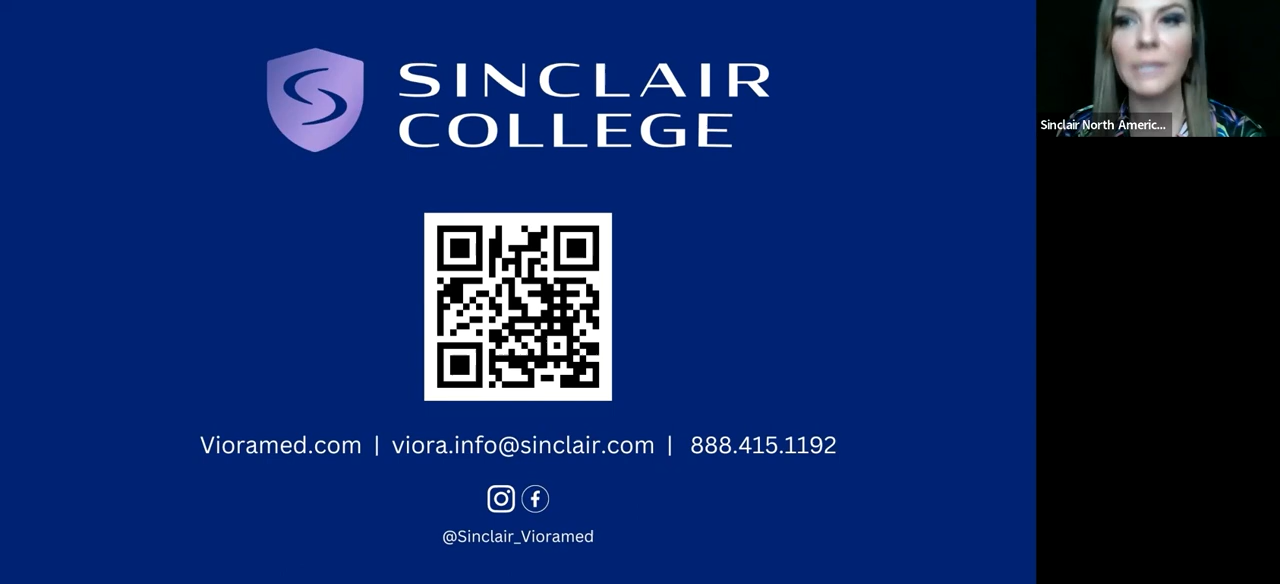 SINCLAIR
COLLEGE
Sinclair North Americ...
Vioramed.com | viora.info@sinclair.com | 888.415.1192
@Sinclair_Vioramed